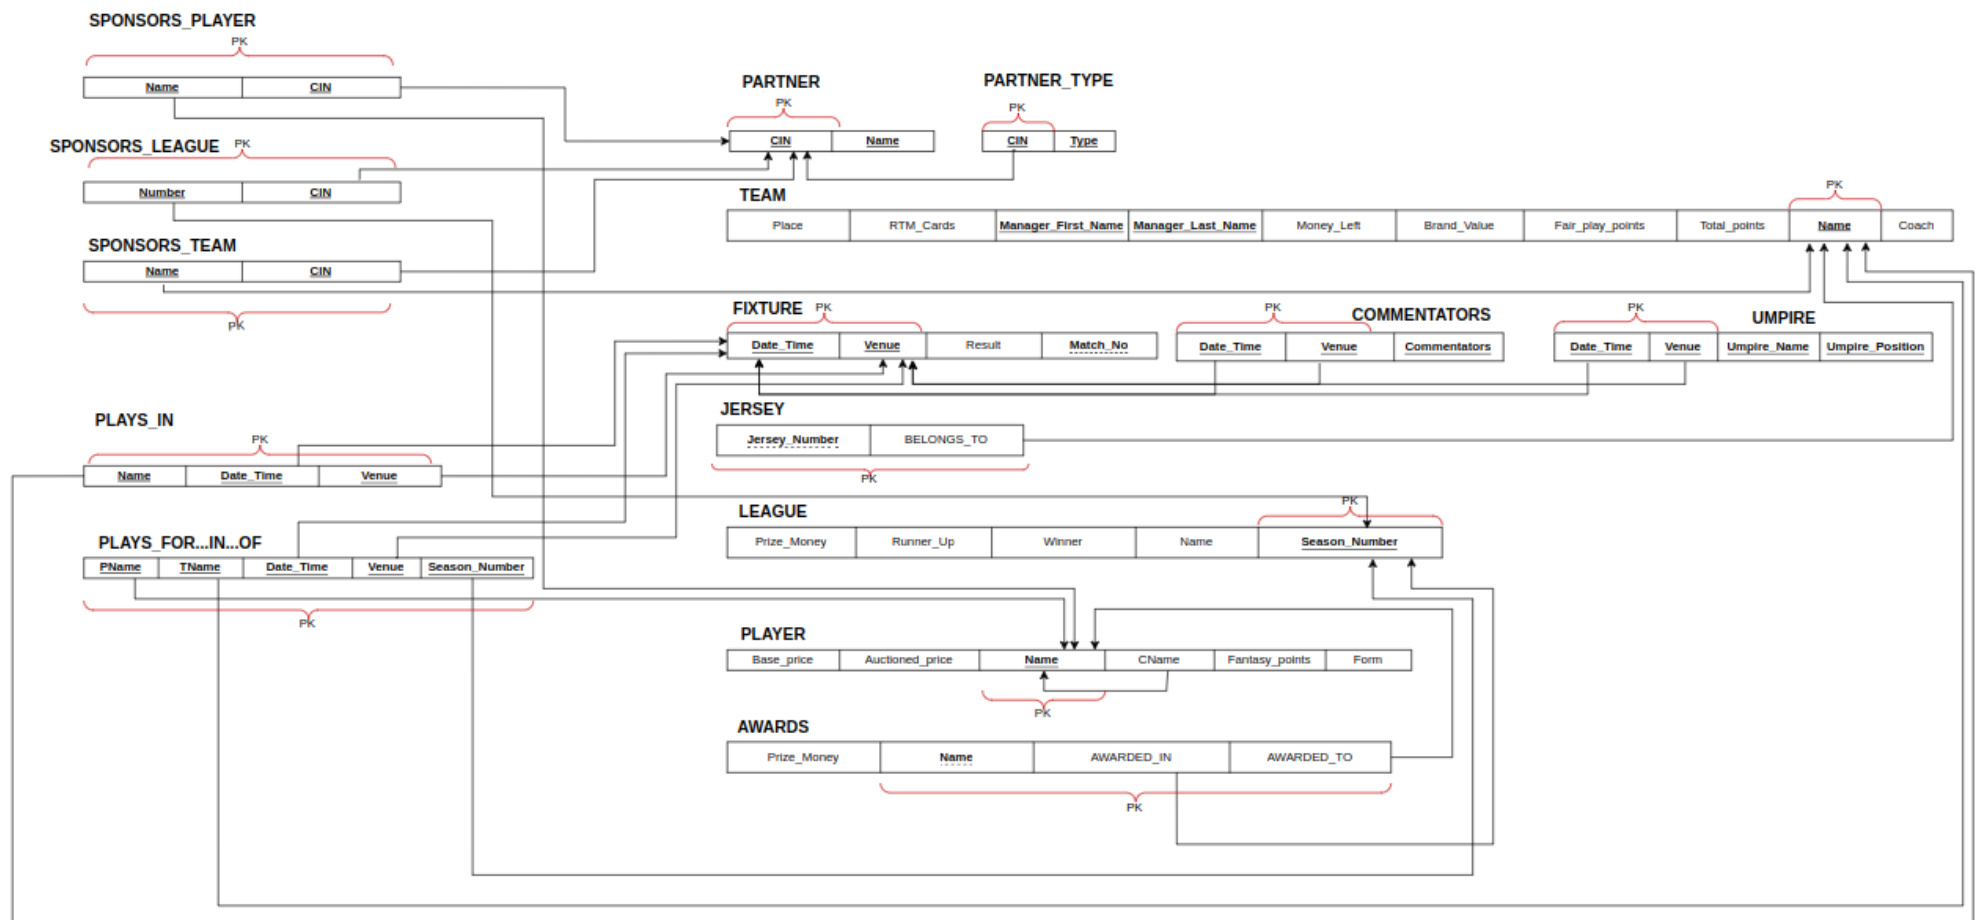 SPONSORS_PLAYER
PK
Name CIN
SPONSORS_LEAGUE PK
Number CIN
SPONSORS_TEAM
Name CIN
PK
PARTNER
PK
CIN Name
PARTNER_TYPE
PK
CIN Type
TEAM
PK
Place RTM_Cards Manager_First_Name Manager_Last_Name Money_Left Brand_Value Fair_play_points Total_points Name Coach
FIXTURE PK
Date_Time Venue Result Match_No
PK COMMENTATORS
Date_Time Venue Commentators
PK UMPIRE
Date_Time Venue Umpire_Name Umpire_Position
JERSEY
Jersey_Number BELONGS_TO
PK
PLAYS_IN
PK
Name Date_Time Venue
PLAYS_FOR...IN...OF
PName TName Date_Time Venue Season_Number
PK
LEAGUE
PK
Prize_Money Runner_Up Winner Name Season_Number
PLAYER
Base_price Auctioned_price Name CName Fantasy_points Form
PK
AWARDS
Prize_Money Name AWARDED_IN AWARDED_TO
PK